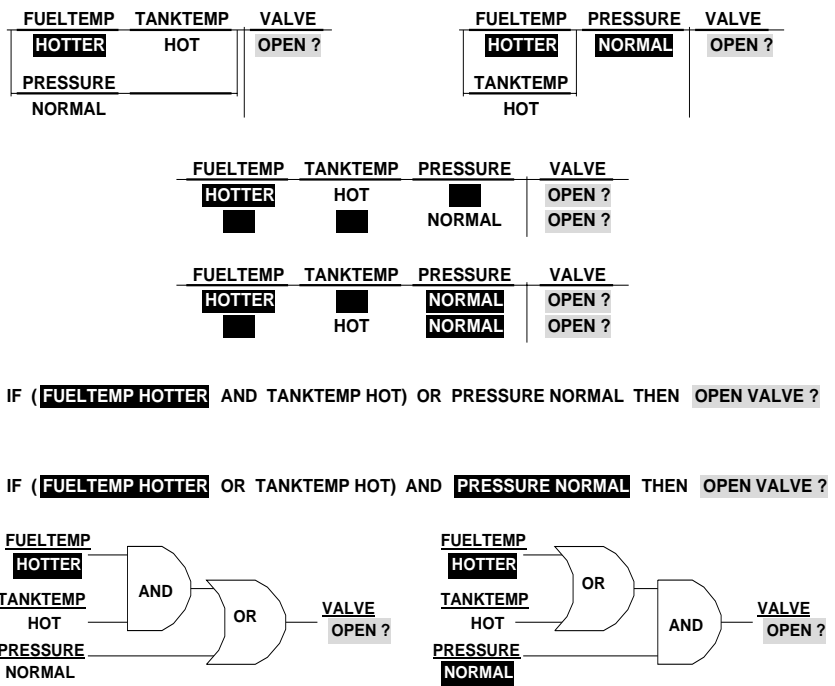 FUELTEMP TANKTEMP VALVE
HOTTER HOT OPEN ?
PRESSURE
NORMAL
FUELTEMP PRESSURE VALVE
HOTTER NORMAL OPEN ?
TANKTEMP
HOT
FUELTEMP TANKTEMP PRESSURE VALVE
HOTTER HOT OPEN ?
NORMAL OPEN ?
FUELTEMP TANKTEMP PRESSURE VALVE
HOTTER NORMAL OPEN ?
HOT NORMAL OPEN ?
IF ( FUELTEMP HOTTER AND TANKTEMP HOT) OR PRESSURE NORMAL THEN OPEN VALVE ?
IF ( FUELTEMP HOTTER OR TANKTEMP HOT) AND PRESSURE NORMAL THEN OPEN VALVE ?
FUELTEMP
HOTTER
AND
TANKTEMP
HOT
OR
VALVE
OPEN ?
PRESSURE
NORMAL
FUELTEMP
HOTTER
OR
TANKTEMP
HOT
AND
VALVE
OPEN ?
PRESSURE
NORMAL